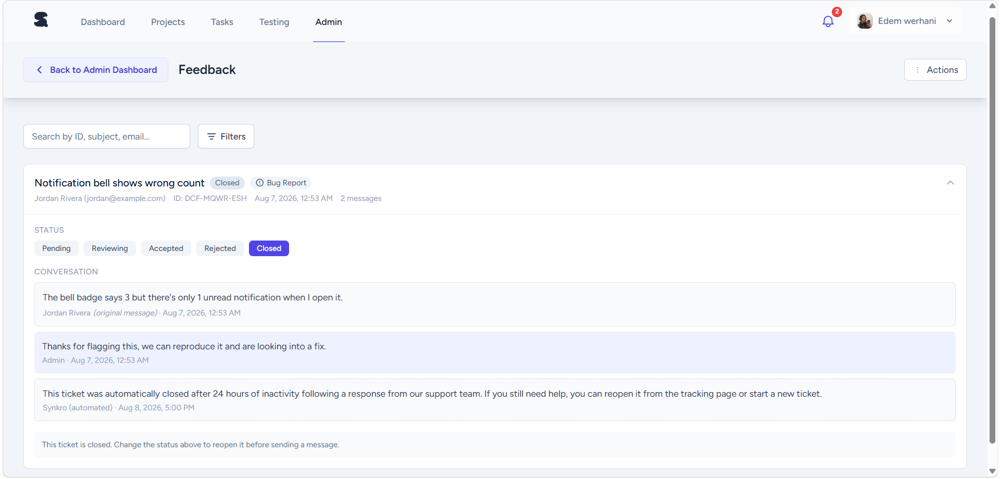 Dashboard
Projects
Tasks
Testing
Admin
2
Edem werhani
Back to Admin Dashboard
Feedback
Actions
Search by ID, subject, email...
Filters
Notification bell shows wrong count
Closed
Bug Report
Jordan Rivera (jordan@example.com) ID: DCF-MQWR-ESH Aug 7, 2026, 12:53 AM 2 messages
STATUS
Pending
Reviewing
Accepted
Rejected
Closed
CONVERSATION
The bell badge says 3 but there's only 1 unread notification when I open it.
Jordan Rivera (original message) · Aug 7, 2026, 12:53 AM
Thanks for flagging this, we can reproduce it and are looking into a fix.
Admin · Aug 7, 2026, 12:53 AM
This ticket was automatically closed after 24 hours of inactivity following a response from our support team. If you still need help, you can reopen it from the tracking page or start a new ticket.
Synkro (automated) · Aug 8, 2026, 5:00 PM
This ticket is closed. Change the status above to reopen it before sending a message.